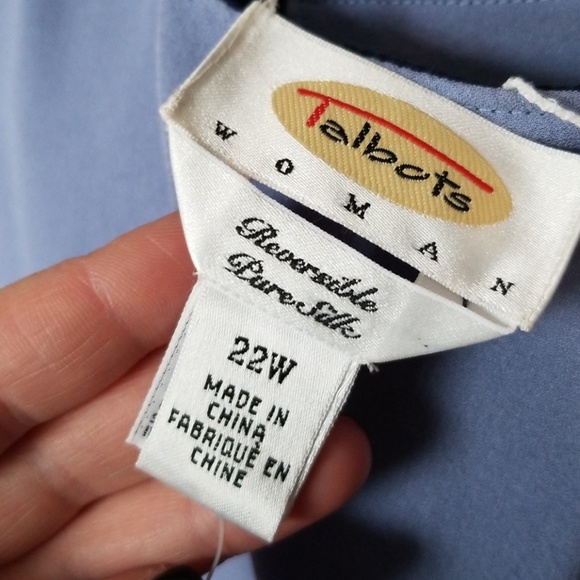 Talbots
WOMAN
Reversible
Pure Silk
22W
MADE IN
CHINA
FABRIQUÉ EN
CHINE